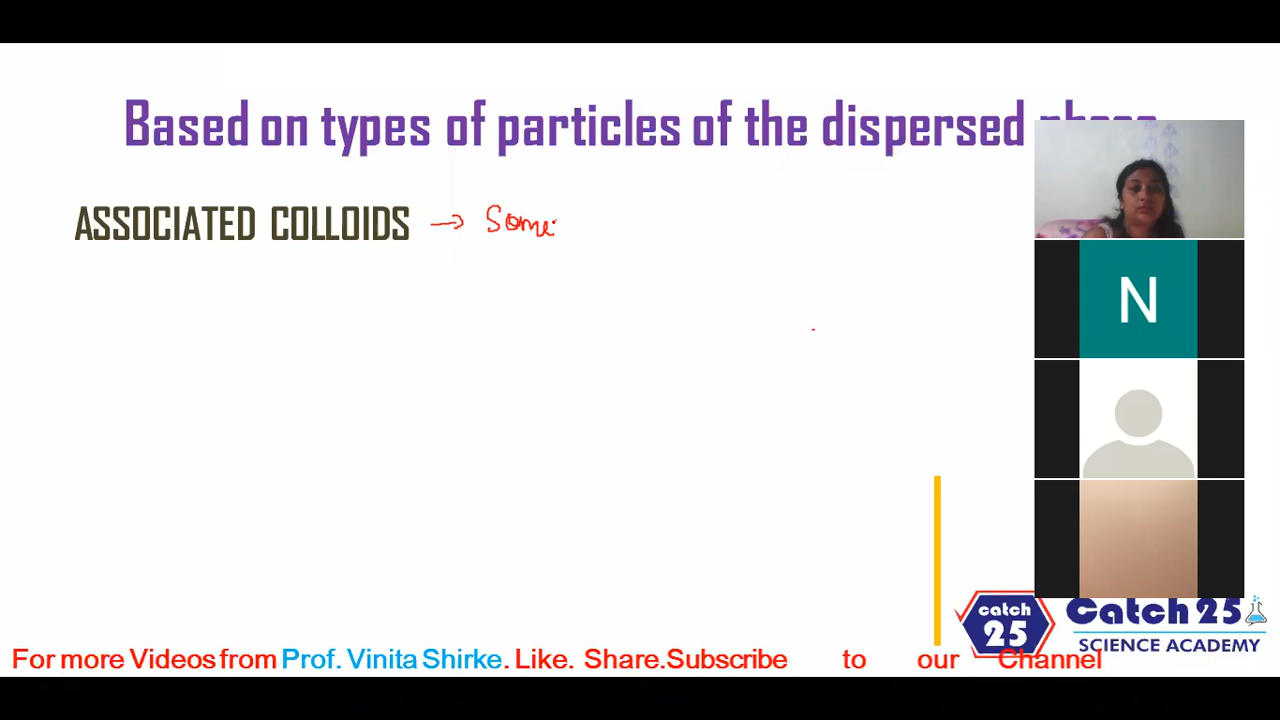 Based on types of particles of the dispersed phase
ASSOCIATED COLLOIDS → Some
N
catch
25
Catch 25
SCIENCE ACADEMY
For more Videos from Prof. Vinita Shirke. Like. Share.Subscribe to our Channel